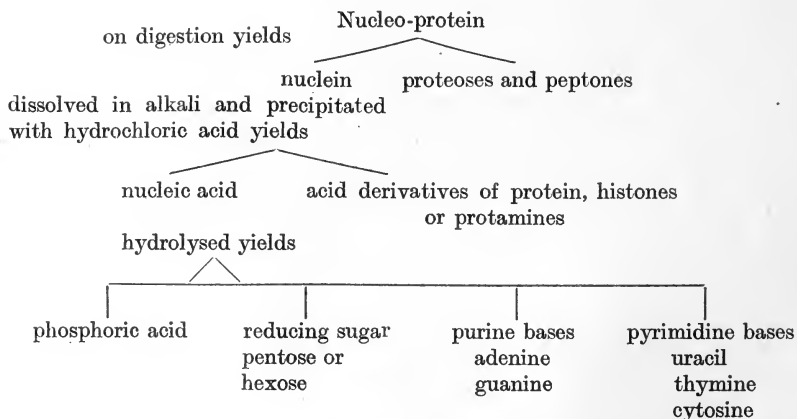 Nucleo-protein
on digestion yields
nuclein proteoses and peptones
dissolved in alkali and precipitated
with hydrochloric acid yields
nucleic acid acid derivatives of protein, histones
or protamines
hydrolysed yields
phosphoric acid reducing sugar purine bases pyrimidine bases
pentose or adenine uracil
hexose guanine thymine
cytosine